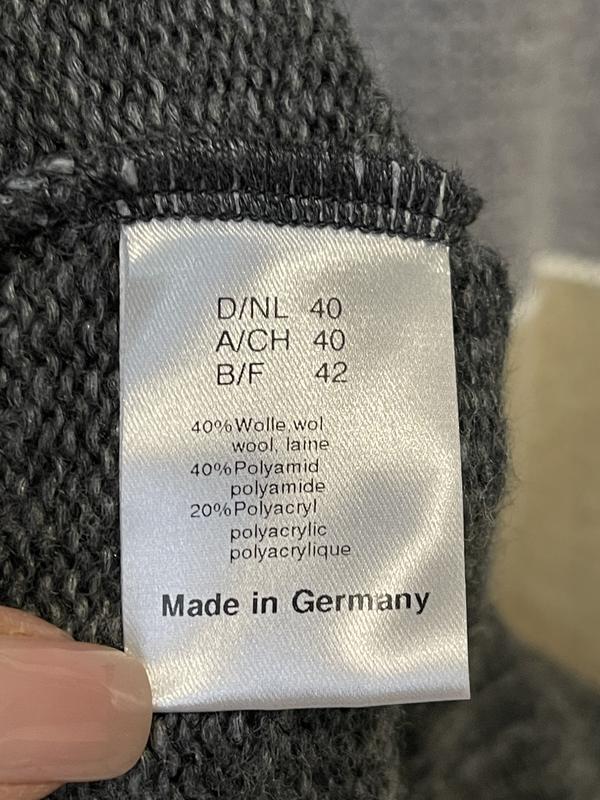 D/NL 40
A/CH 40
B/F 42
40%Wolle,wol
wool, laine
40%Polyamid
polyamide
20%Polyacryl
polyacrylic
polyacrylique
Made in Germany